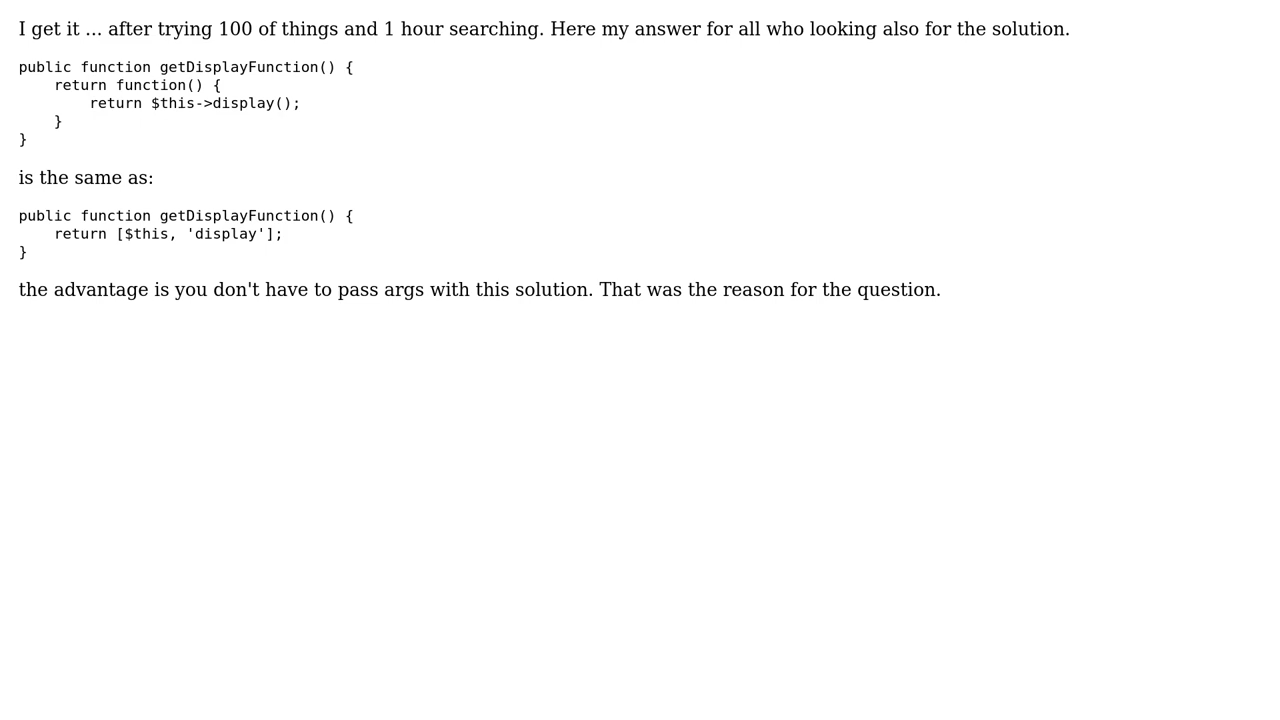 I get it ... after trying 100 of things and 1 hour searching. Here my answer for all who looking also for the solution.
public function getDisplayFunction() {
    return function() {
        return $this->display();
    }
}
is the same as:
public function getDisplayFunction() {
    return [$this, 'display'];
}
the advantage is you don't have to pass args with this solution. That was the reason for the question.